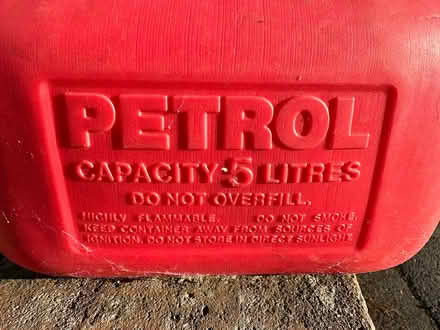 PETROL
CAPACITY·5 LITRES
DO NOT OVERFILL.
HIGHLY FLAMMABLE. DO NOT SMOKE.
KEEP CONTAINER AWAY FROM SOURCES OF
IGNITION. DO NOT STORE IN DIRECT SUNLIGHT.